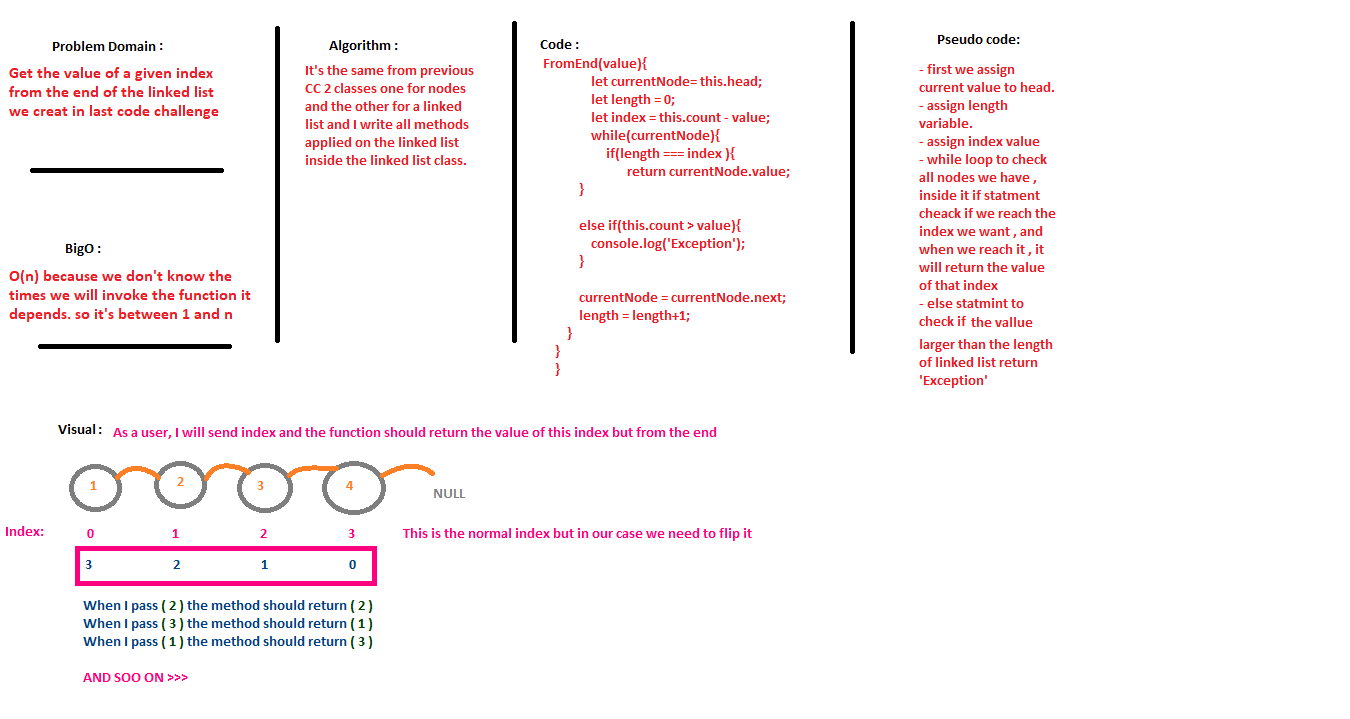 Problem Domain :
Get the value of a given index
from the end of the linked list
we creat in last code challenge
BigO :
O(n) because we don't know the
times we will invoke the function it
depends. so it's between 1 and n
Algorithm :
It's the same from previous
CC 2 classes one for nodes
and the other for a linked
list and I write all methods
applied on the linked list
inside the linked list class.
Code :
FromEnd(value){
let currentNode= this.head;
let length = 0;
let index = this.count - value;
while(currentNode){
if(length === index ){
return currentNode.value;
}
else if(this.count > value){
console.log('Exception');
}
currentNode = currentNode.next;
length = length+1;
}
}
}
Pseudo code:
- first we assign
current value to head.
- assign length
variable.
- assign index value
- while loop to check
all nodes we have ,
inside it if statment
cheack if we reach the
index we want , and
when we reach it , it
will return the value
of that index
- else statmint to
check if the vallue
larger than the length
of linked list return
'Exception'
Visual : As a user, I will send index and the function should return the value of this index but from the end
1 2 3 4
NULL
Index: 0 1 2 3 This is the normal index but in our case we need to flip it
3 2 1 0
When I pass ( 2 ) the method should return ( 2 )
When I pass ( 3 ) the method should return ( 1 )
When I pass ( 1 ) the method should return ( 3 )
AND SOO ON >>>